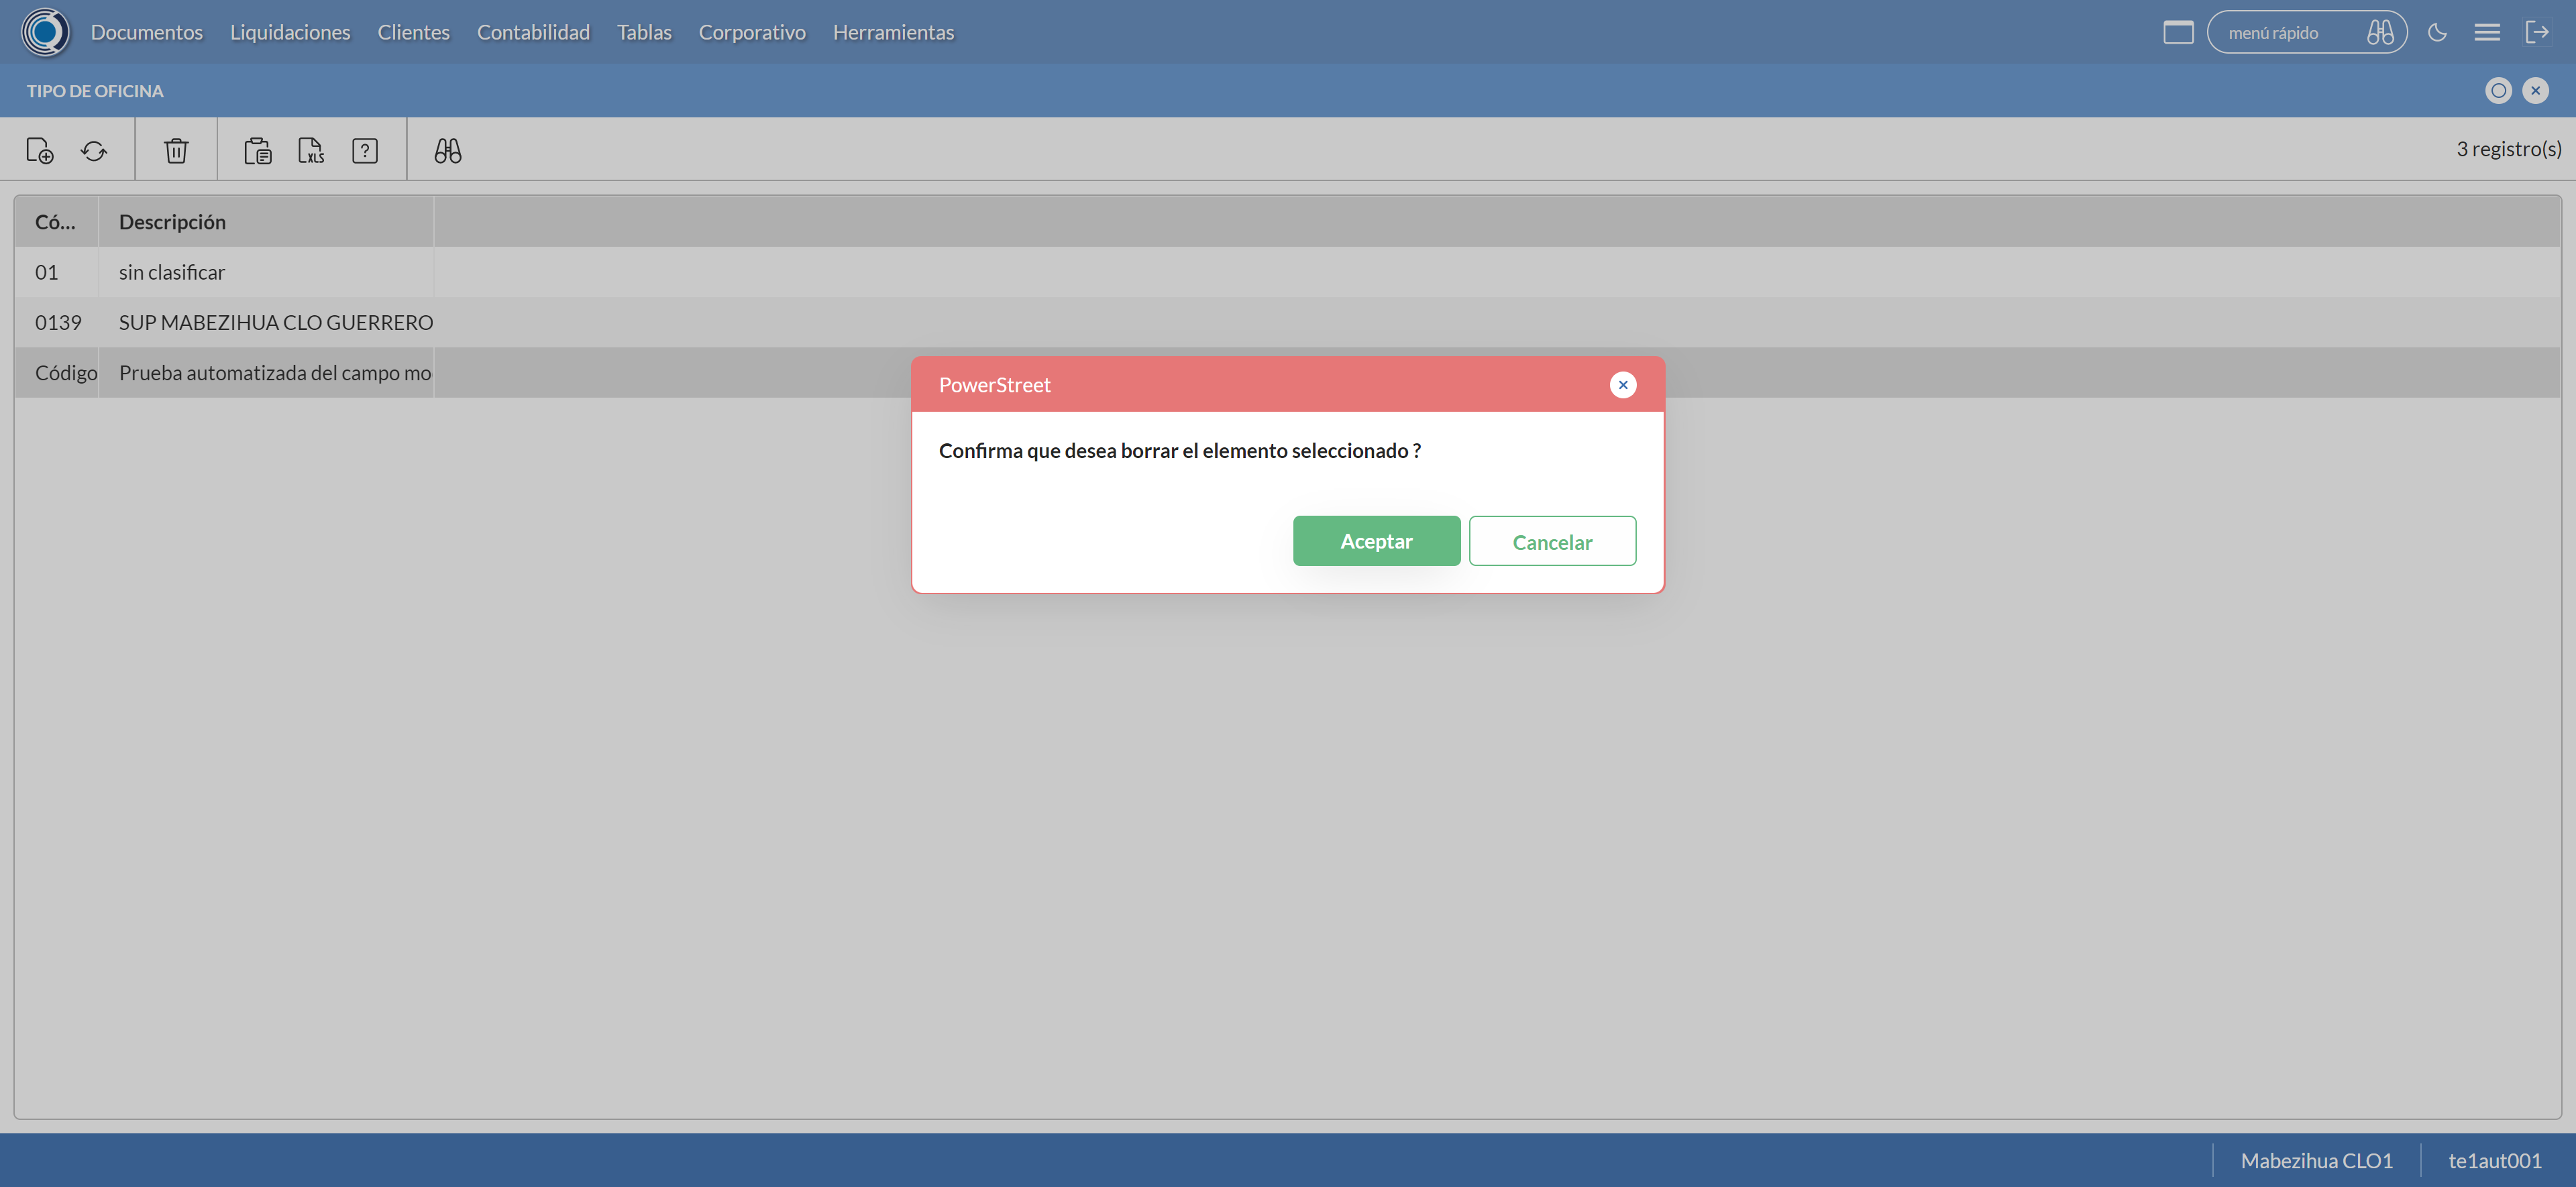 Documentos Liquidaciones Clientes Contabilidad Tablas Corporativo Herramientas menú rápido
TIPO DE OFICINA
XLS ? 3 registro(s)
Có... Descripción
01 sin clasificar
0139 SUP MABEZIHUA CLO GUERRERO
Código Prueba automatizada del campo mo
PowerStreet
Confirma que desea borrar el elemento seleccionado ?
Aceptar Cancelar
Mabezihua CLO1 te1aut001